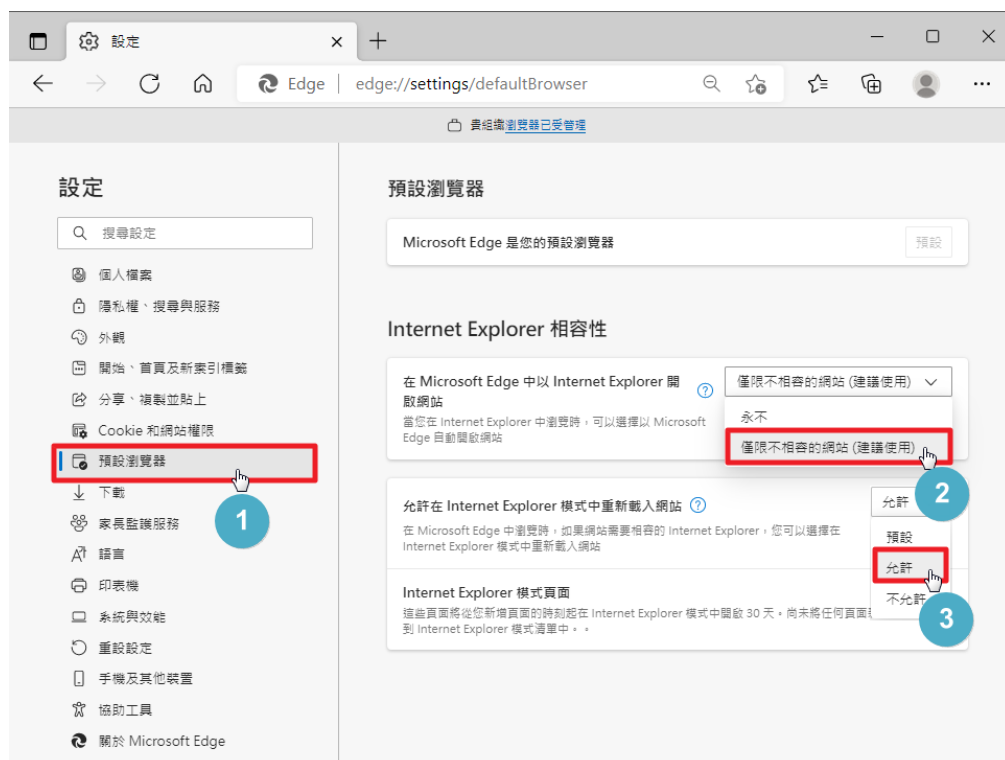 設定
Edge
edge://settings/defaultBrowser
貴組織瀏覽器已受管理
設定
搜尋設定
個人檔案
隱私權、搜尋與服務
外觀
開始、首頁及新索引標籤
分享、複製並貼上
Cookie 和網站權限
預設瀏覽器
下載
1
家長監護服務
語言
印表機
系統與效能
重設設定
手機及其他裝置
協助工具
關於 Microsoft Edge
預設瀏覽器
Microsoft Edge 是您的預設瀏覽器
預設
Internet Explorer 相容性
在 Microsoft Edge 中以 Internet Explorer 開
啟網站
當您在 Internet Explorer 中瀏覽時，可以選擇以 Microsoft
Edge 自動開啟網站
僅限不相容的網站 (建議使用)
永不
僅限不相容的網站 (建議使用)
2
允許在 Internet Explorer 模式中重新載入網站
在 Microsoft Edge 中瀏覽時，如果網站需要相容的 Internet Explorer，您可以選擇在
Internet Explorer 模式中重新載入網站
允許
預設
允許
不允許
3
Internet Explorer 模式頁面
這些頁面將從您新增頁面的時刻起在 Internet Explorer 模式中開啟 30 天。尚未將任何頁面
到 Internet Explorer 模式清單中。。